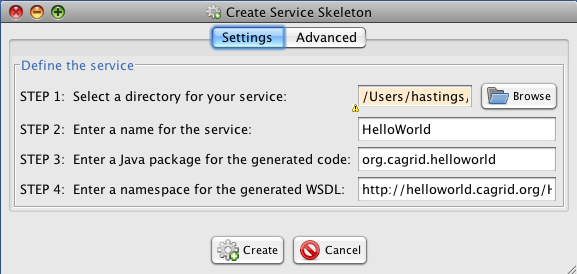 Create Service Skeleton
Settings Advanced
Define the service
STEP 1: Select a directory for your service: /Users/hastings, Browse
STEP 2: Enter a name for the service: HelloWorld
STEP 3: Enter a Java package for the generated code: org.cagrid.helloworld
STEP 4: Enter a namespace for the generated WSDL: http://helloworld.cagrid.org/H
Create Cancel